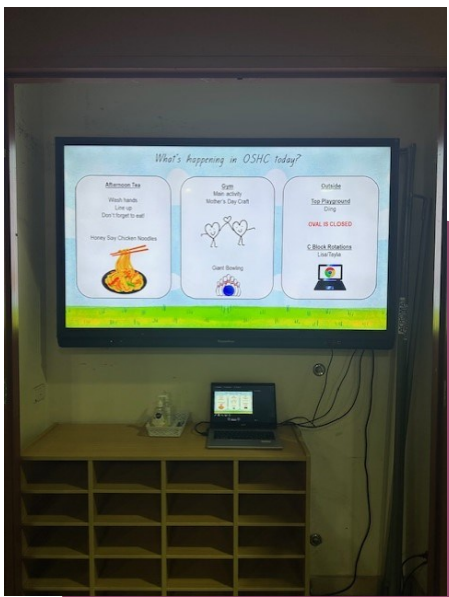 What's happening in OSHC today?
Afternoon Tea
Wash hands
Line up
Don't forget to eat!
Honey Soy Chicken Noodles
Gym
Main activity
Mother's Day Craft
Giant Bowling
Outside
Top Playground
OVAL IS CLOSED
C Block Rotations
Lisa/Tayla